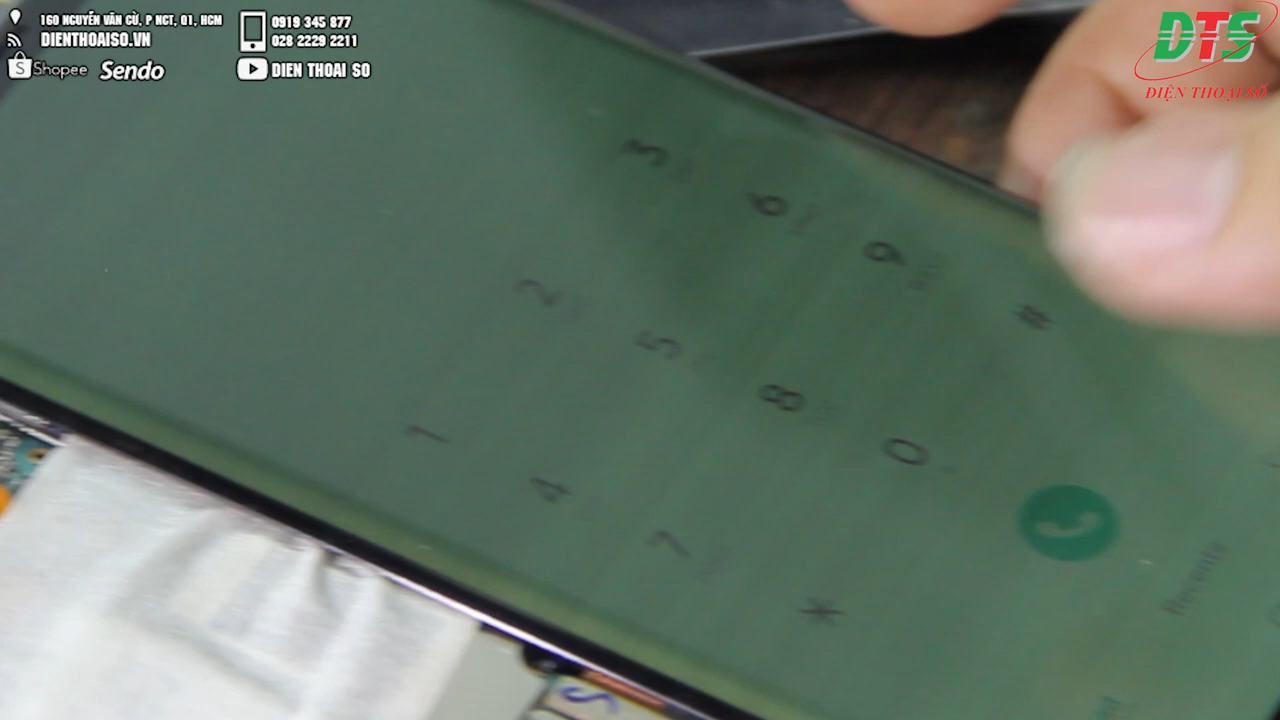 160 NGUYỄN VĂN CỪ, P NCT, Q1, HCM
DIENTHOAISO.VN
Shopee Sendo
0919 345 877
028 2229 2211
DIEN THOAI SO
DTS
ĐIỆN THOẠI SỐ
1 2 3
4 5 6
7 8 9
* 0 #
Recents